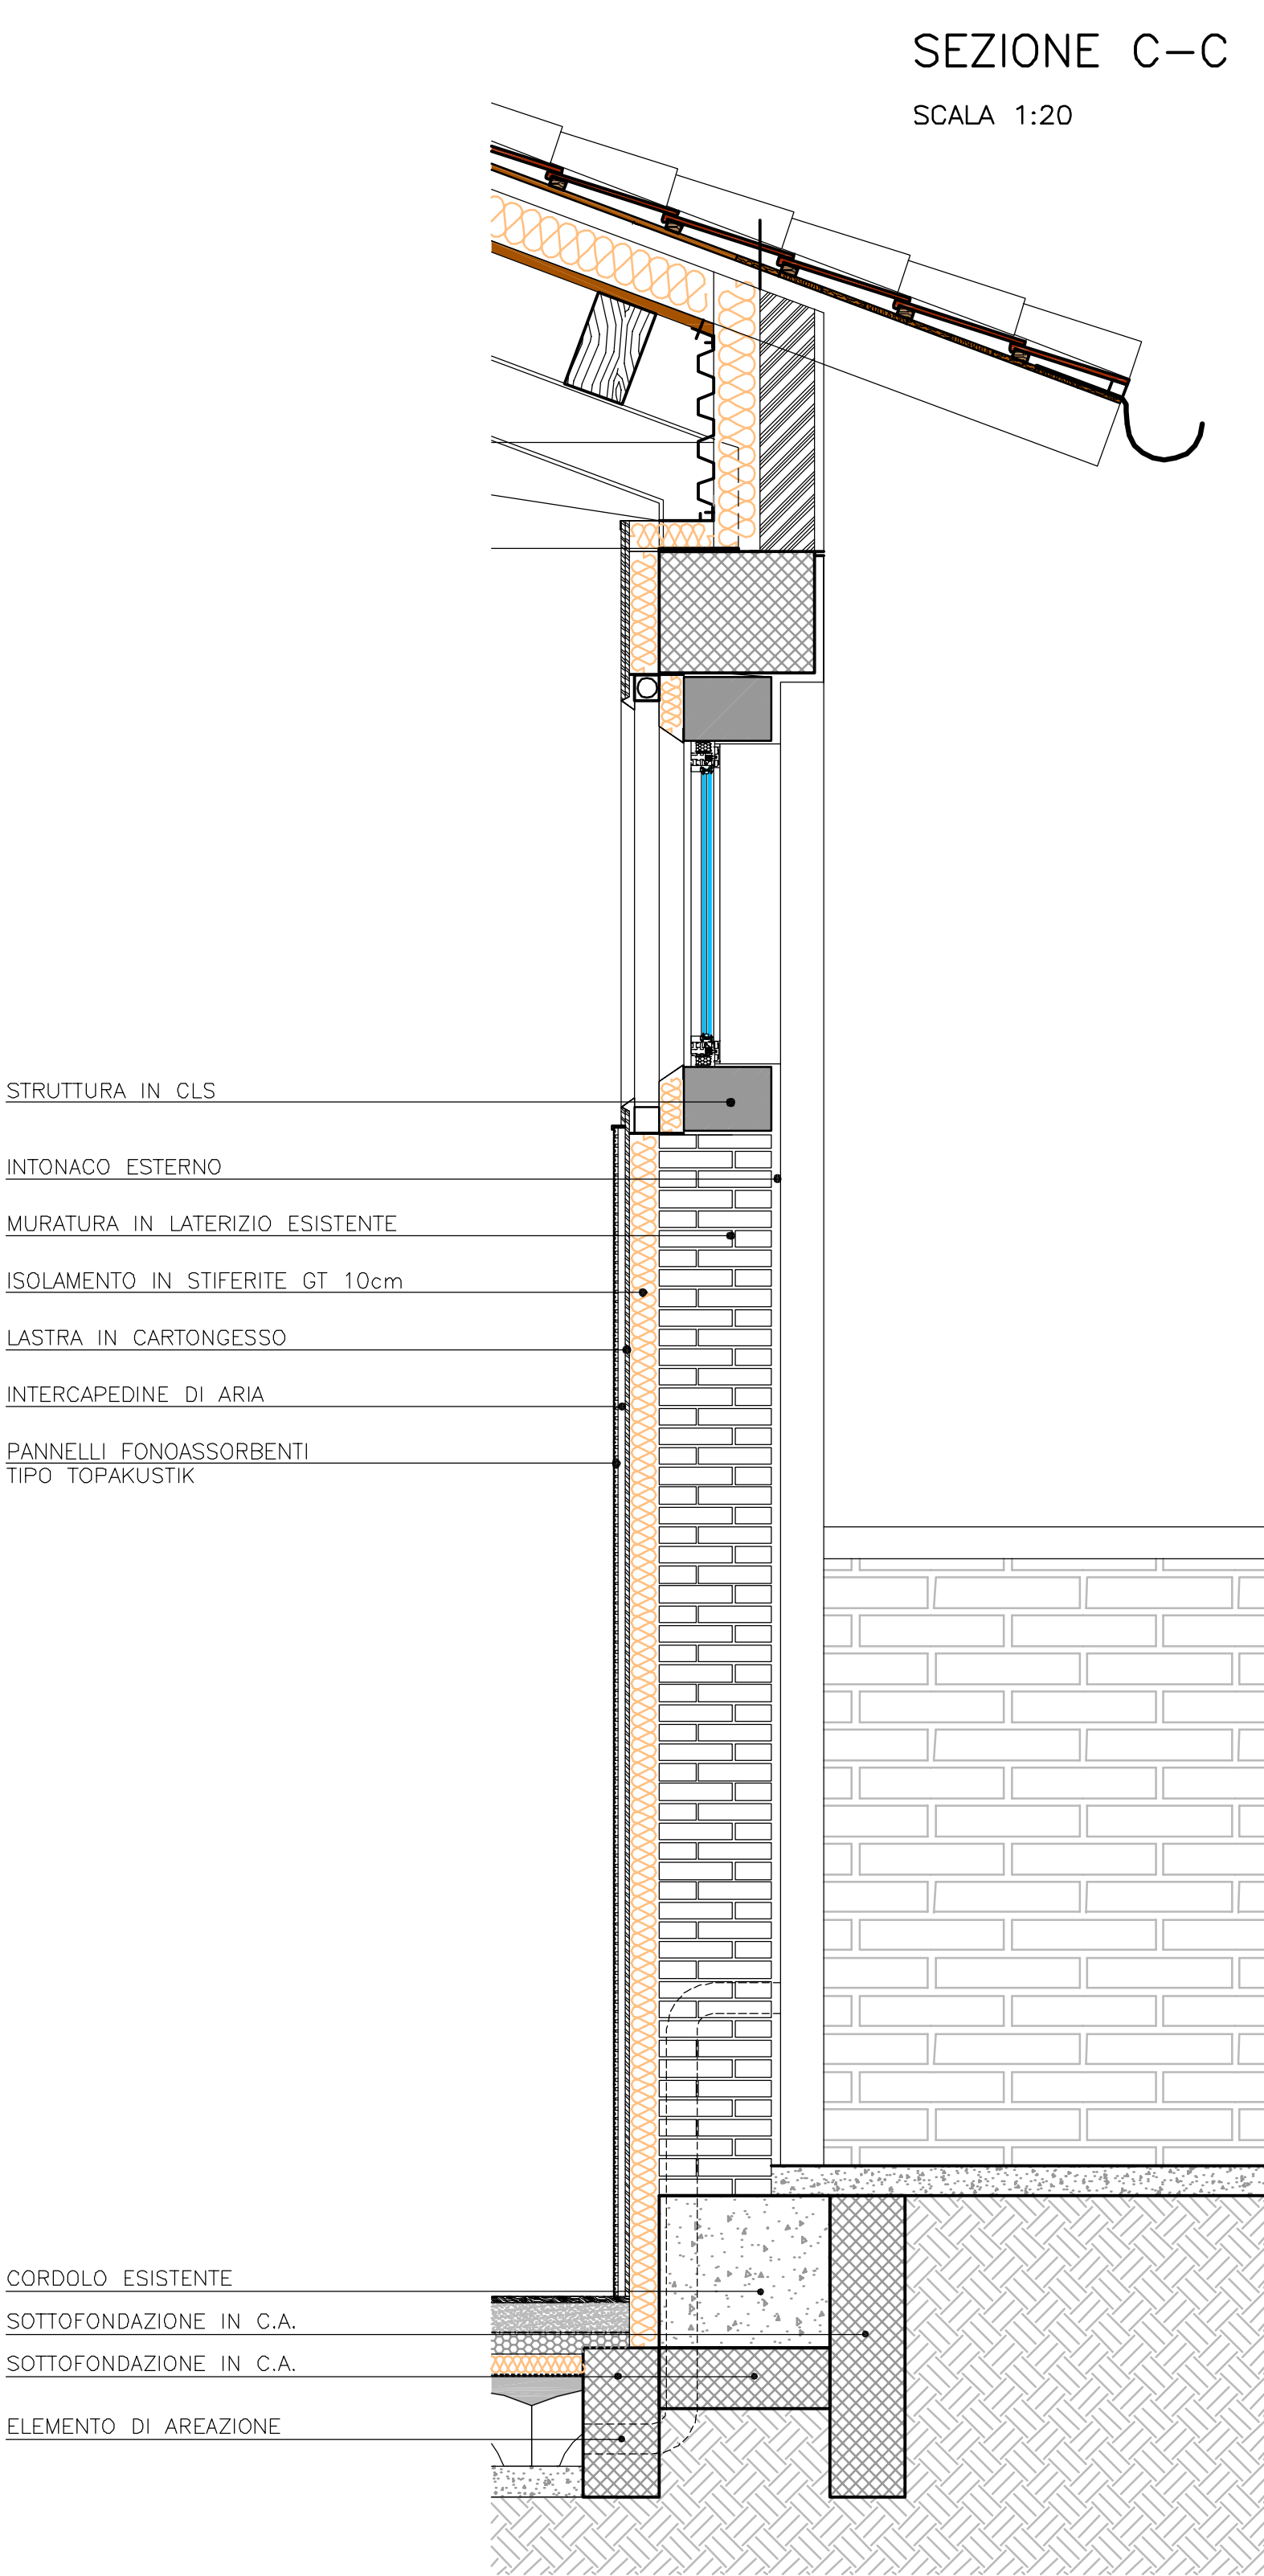 SEZIONE C-C
SCALA 1:20
STRUTTURA IN CLS
INTONACO ESTERNO
MURATURA IN LATERIZIO ESISTENTE
ISOLAMENTO IN STIFERITE GT 10cm
LASTRA IN CARTONGESSO
INTERCAPEDINE DI ARIA
PANNELLI FONOASSORBENTI
TIPO TOPAKUSTIK
CORDOLO ESISTENTE
SOTTOFONDAZIONE IN C.A.
SOTTOFONDAZIONE IN C.A.
ELEMENTO DI AREAZIONE